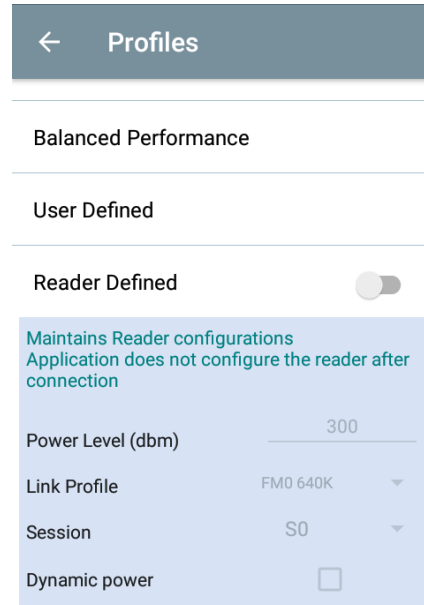 Profiles
Balanced Performance
User Defined
Reader Defined
Maintains Reader configurations
Application does not configure the reader after
connection
Power Level (dbm) 300
Link Profile FM0 640K
Session S0
Dynamic power